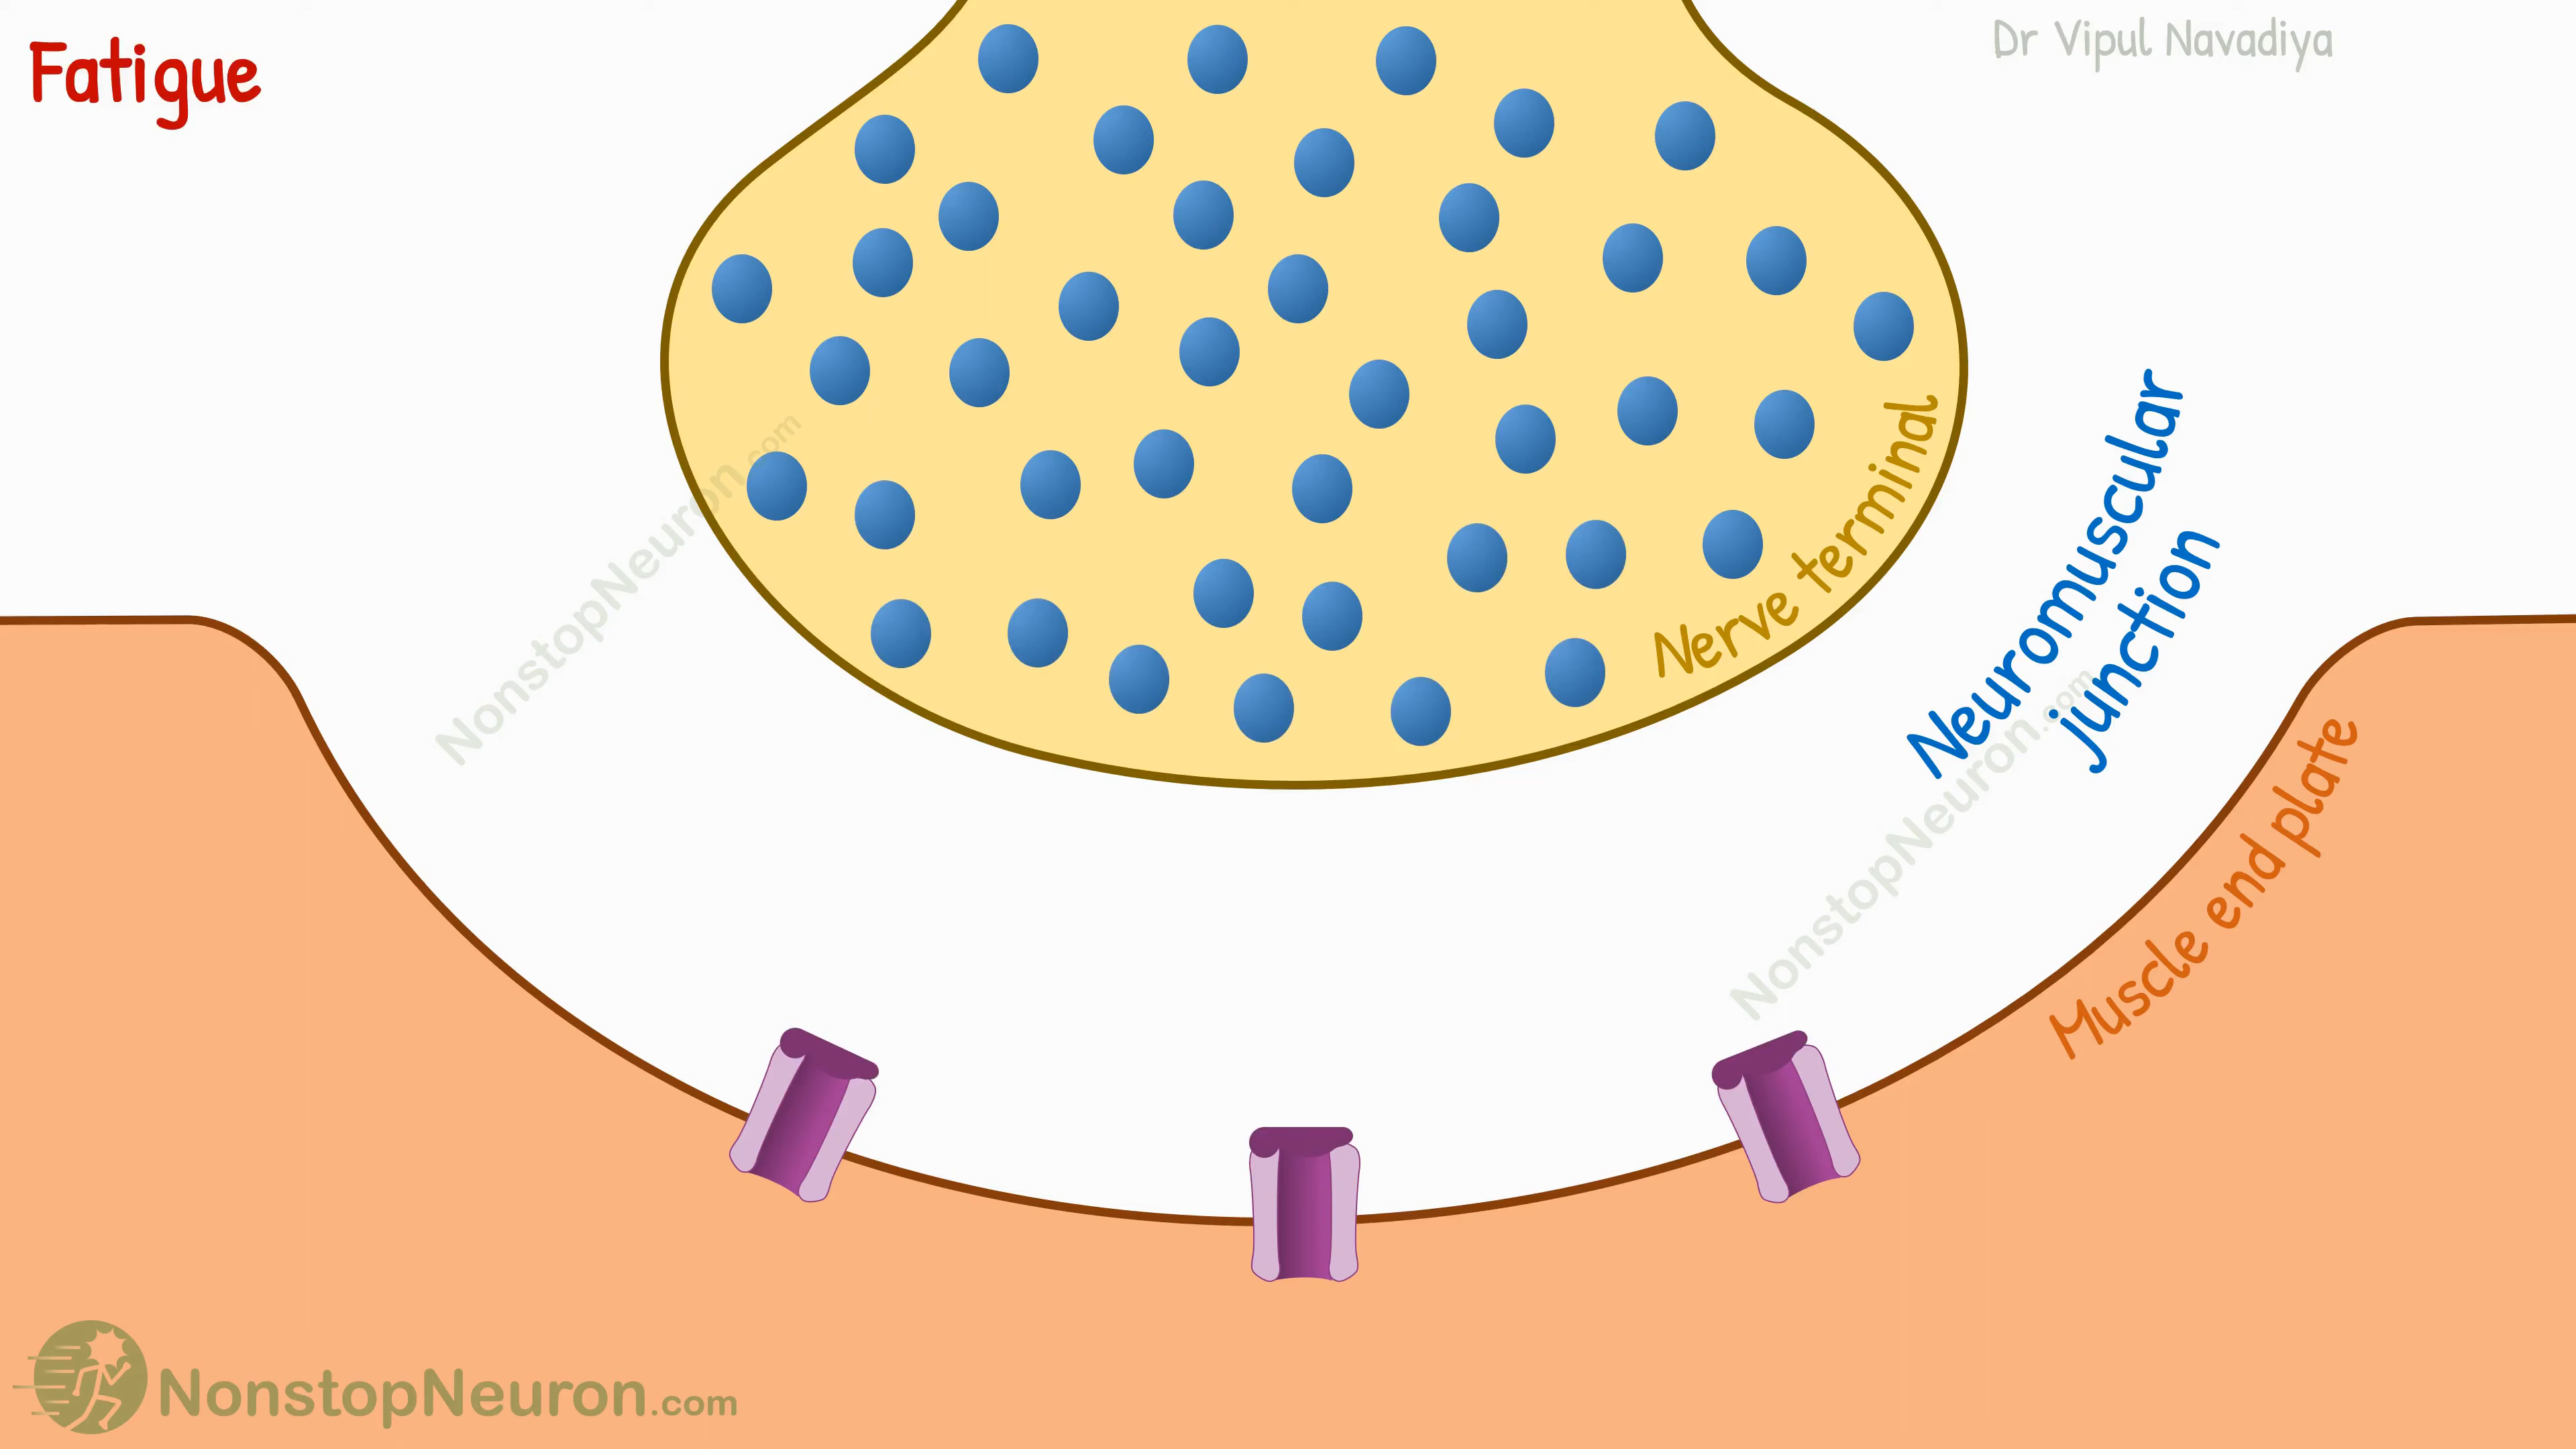 Fatigue
Dr Vipul Navadiya
Nerve terminal
Neuromuscular
junction
Muscle end plate
NonstopNeuron.com
NonstopNeuron.com
NonstopNeuron.com